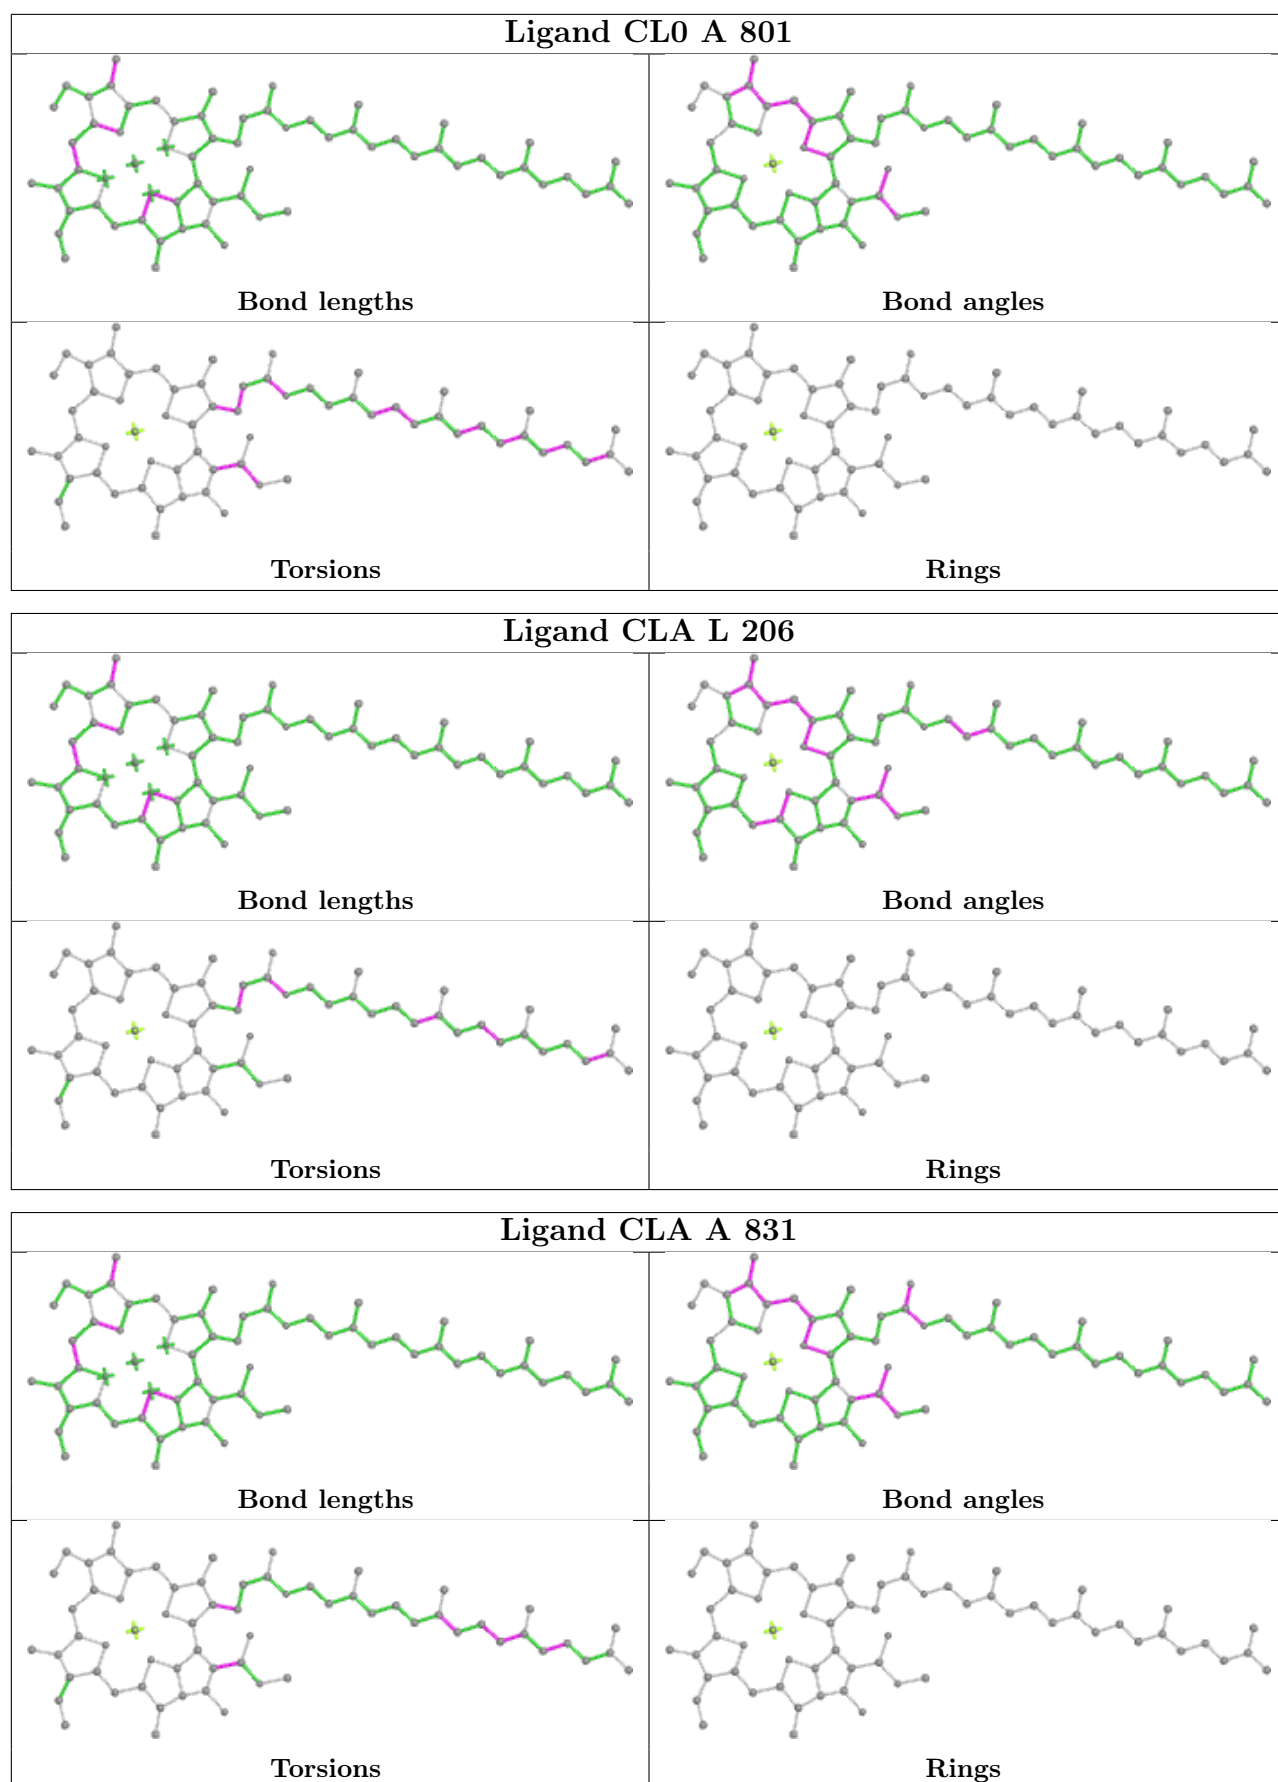 Ligand CL0 A 801
Bond lengths
Bond angles
Torsions
Rings
Ligand CLA L 206
Bond lengths
Bond angles
Torsions
Rings
Ligand CLA A 831
Bond lengths
Bond angles
Torsions
Rings